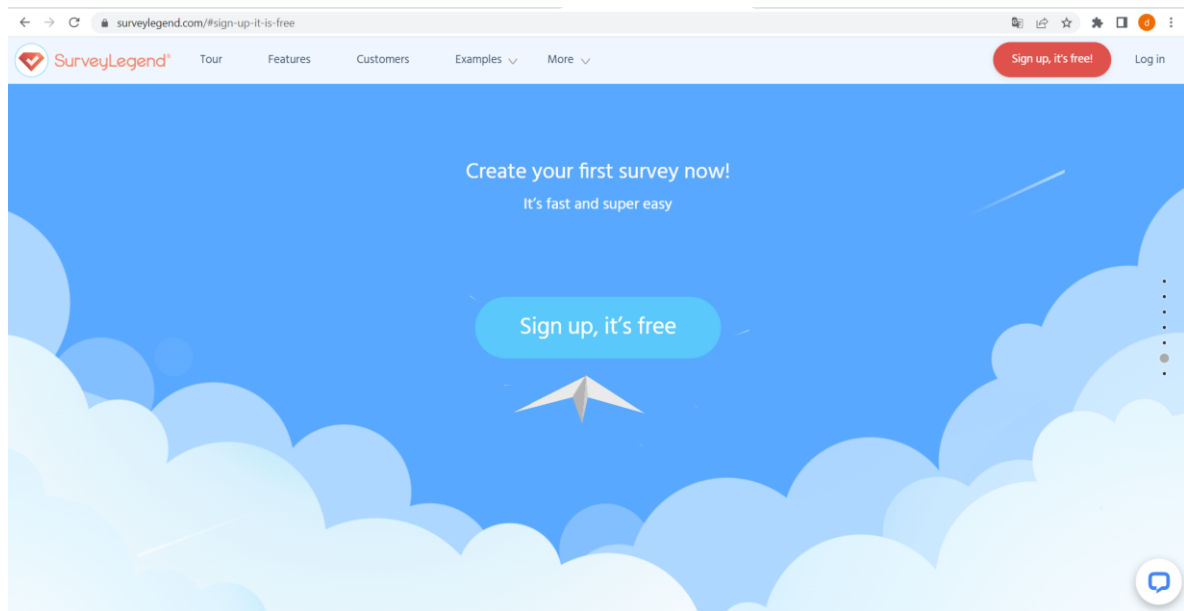 surveylegend.com/#sign-up-it-is-free
d
SurveyLegend®
Tour
Features
Customers
Examples
More
Sign up, it's free!
Log in
Create your first survey now!
It's fast and super easy
Sign up, it's free